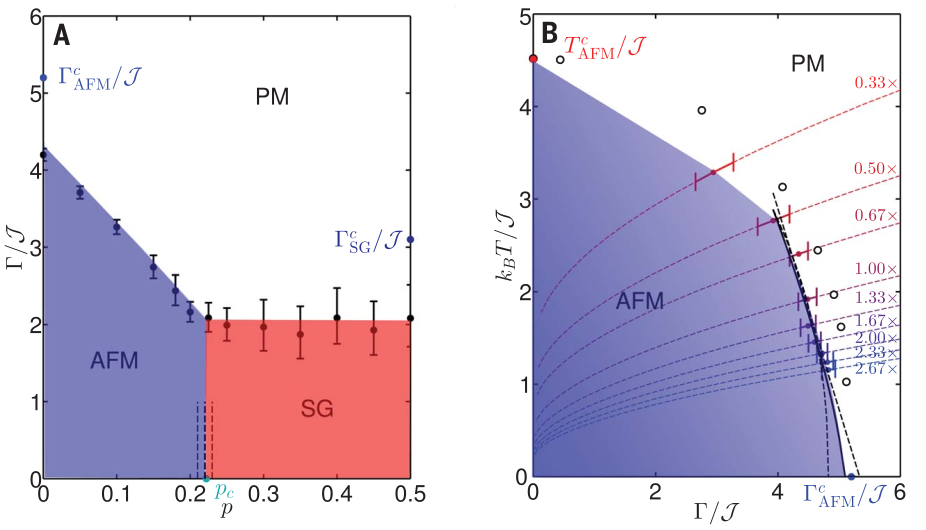 A
Γ^c_AFM/𝒥
PM
Γ^c_SG/𝒥
AFM
SG
p_c
Γ/𝒥
p
0
1
2
3
4
5
6
0
0.1
0.2
0.3
0.4
0.5
B
T^c_AFM/𝒥
PM
0.33×
0.50×
0.67×
1.00×
1.33×
1.67×
2.00×
2.33×
2.67×
AFM
k_BT/𝒥
Γ/𝒥
Γ^c_AFM/𝒥
0
1
2
3
4
5
0
2
4
6